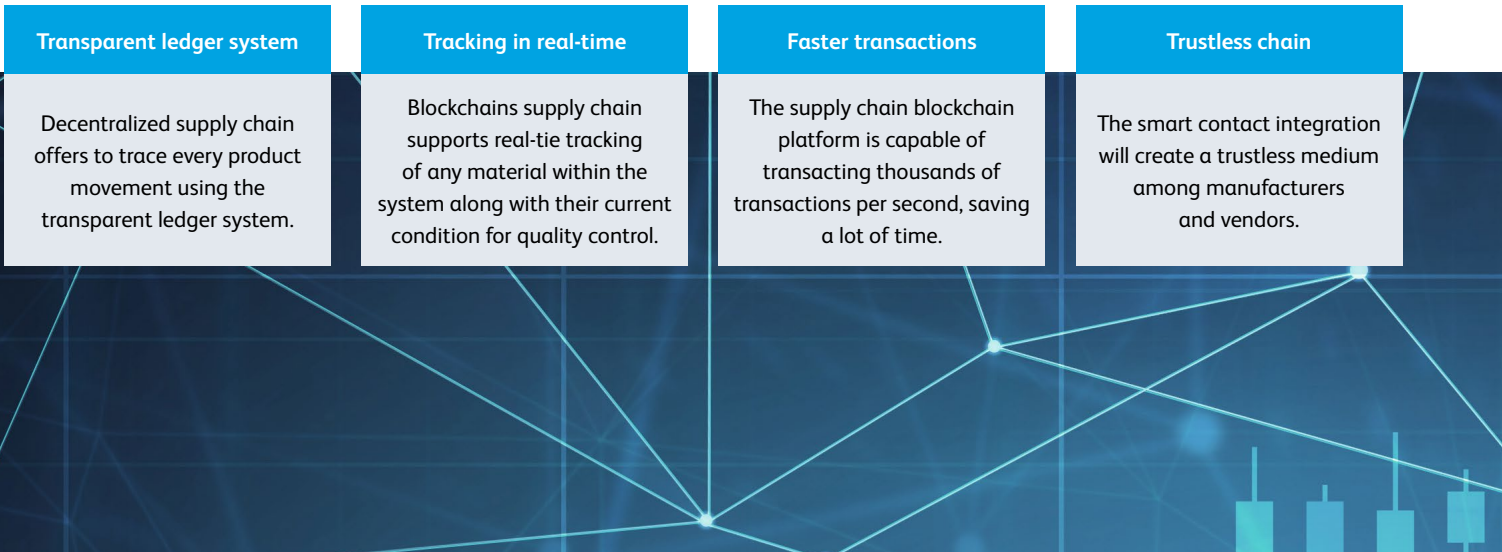 Transparent ledger system
Decentralized supply chain
offers to trace every product
movement using the
transparent ledger system.
Tracking in real-time
Blockchains supply chain
supports real-tie tracking
of any material within the
system along with their current
condition for quality control.
Faster transactions
The supply chain blockchain
platform is capable of
transacting thousands of
transactions per second, saving
a lot of time.
Trustless chain
The smart contact integration
will create a trustless medium
among manufacturers
and vendors.